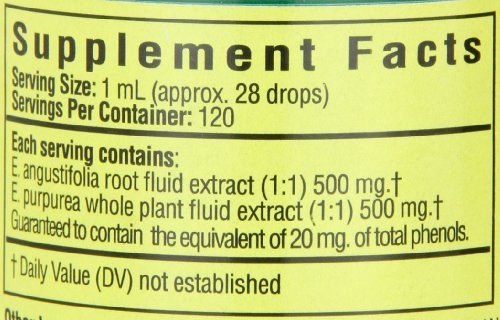 Supplement Facts
Serving Size: 1 mL (approx. 28 drops)
Servings Per Container: 120
Each serving contains:
E. angustifolia root fluid extract (1:1) 500 mg.†
E. purpurea whole plant fluid extract (1:1) 500 mg.†
Guaranteed to contain the equivalent of 20 mg. of total phenols.
† Daily Value (DV) not established